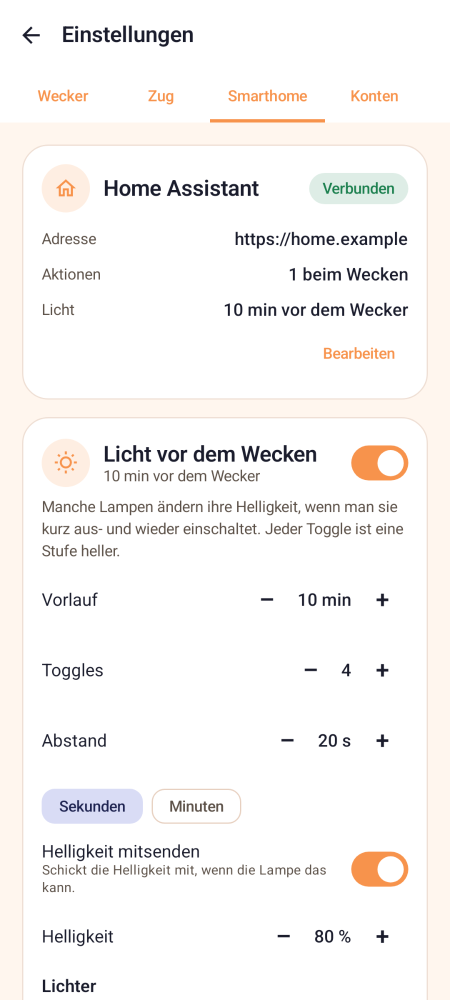 Einstellungen
Wecker Zug Smarthome Konten
Home Assistant Verbunden
Adresse https://home.example
Aktionen 1 beim Wecken
Licht 10 min vor dem Wecker
Bearbeiten
Licht vor dem Wecken
10 min vor dem Wecker
Manche Lampen ändern ihre Helligkeit, wenn man sie
kurz aus- und wieder einschaltet. Jeder Toggle ist eine
Stufe heller.
Vorlauf − 10 min +
Toggles − 4 +
Abstand − 20 s +
Sekunden Minuten
Helligkeit mitsenden
Schickt die Helligkeit mit, wenn die Lampe das
kann.
Helligkeit − 80 % +
Lichter